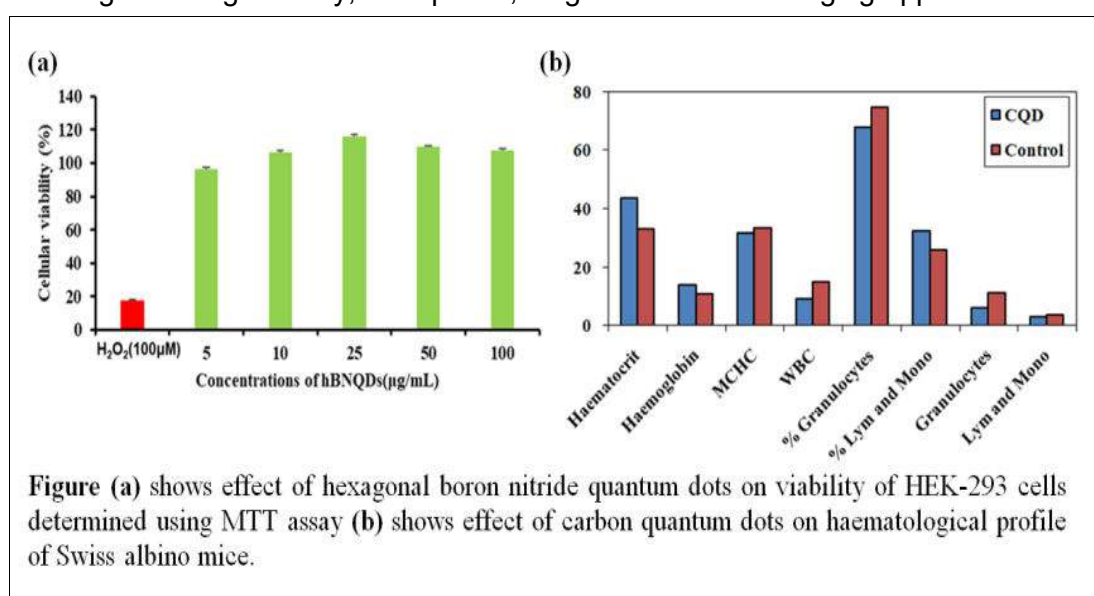 (a)
140
120
100
80
60
40
20
0
Cellular viability (%)
H₂O₂(100µM) 5 10 25 50 100
Concentrations of hBNQDs(µg/mL)
(b)
80
60
40
20
0
CQD
Control
Haematocrit
Haemoglobin
MCHC
WBC
% Granulocytes
% Lym and Mono
Granulocytes
Lym and Mono
Figure (a) shows effect of hexagonal boron nitride quantum dots on viability of HEK-293 cells
determined using MTT assay (b) shows effect of carbon quantum dots on haematological profile
of Swiss albino mice.